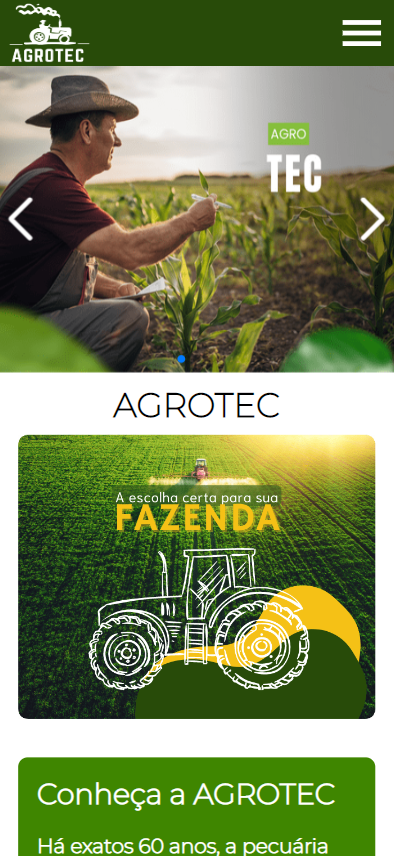 AGROTEC
AGRO
TEC
AGROTEC
A escolha certa para sua
FAZENDA
Conheça a AGROTEC
Há exatos 60 anos, a pecuária